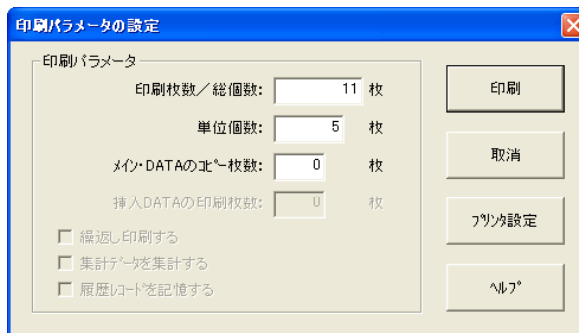 印刷パラメータの設定
印刷パラメータ
印刷枚数／総個数: 11 枚
単位個数: 5 枚
ﾒｲﾝ・DATAのｺﾋﾟｰ枚数: 0 枚
挿入DATAの印刷枚数: 0 枚
繰返し印刷する
集計ﾃﾞｰﾀを集計する
履歴ﾚｺｰﾄﾞを記憶する
印刷
取消
ﾌﾟﾘﾝﾀ設定
ﾍﾙﾌﾟ